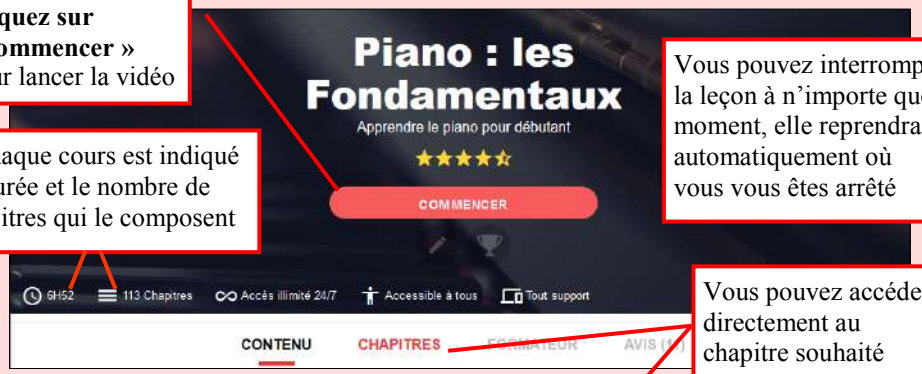 quez sur
ommencer »
ur lancer la vidéo
Piano : les
Fondamentaux
Apprendre le piano pour débutant
COMMENCER
Vous pouvez interromp
la leçon à n'importe que
moment, elle reprendra
automatiquement où
vous vous êtes arrêté
aque cours est indiqué
urée et le nombre de
itres qui le composent
6H52 113 Chapitres Accès illimité 24/7 Accessible à tous Tout support
Vous pouvez accéde
directement au
chapitre souhaité
CONTENU CHAPITRES FORMATEUR AVIS